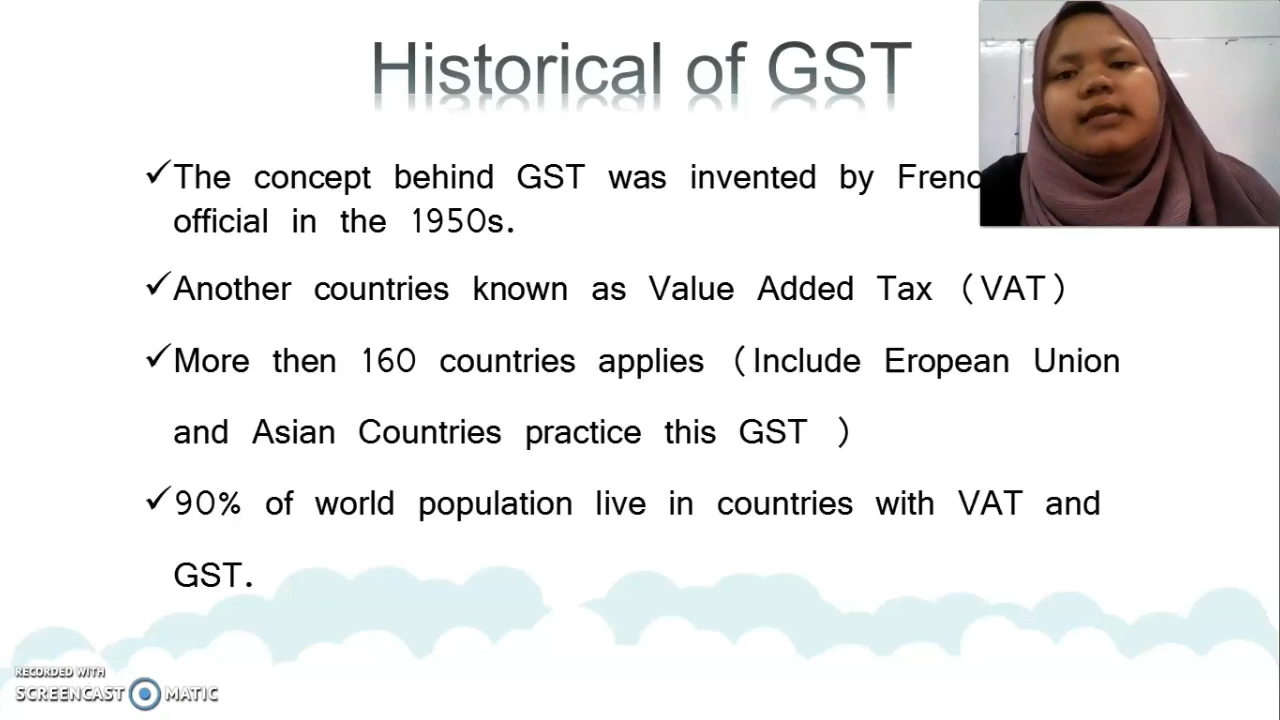 Historical of GST
✓The concept behind GST was invented by
official in the 1950s.
✓Another countries known as Value Added Tax (VAT)
✓More then 160 countries applies (Include Eropean Union
and Asian Countries practice this GST )
✓90% of world population live in countries with VAT and
GST.
RECORDED WITH
SCREENCAST MATIC